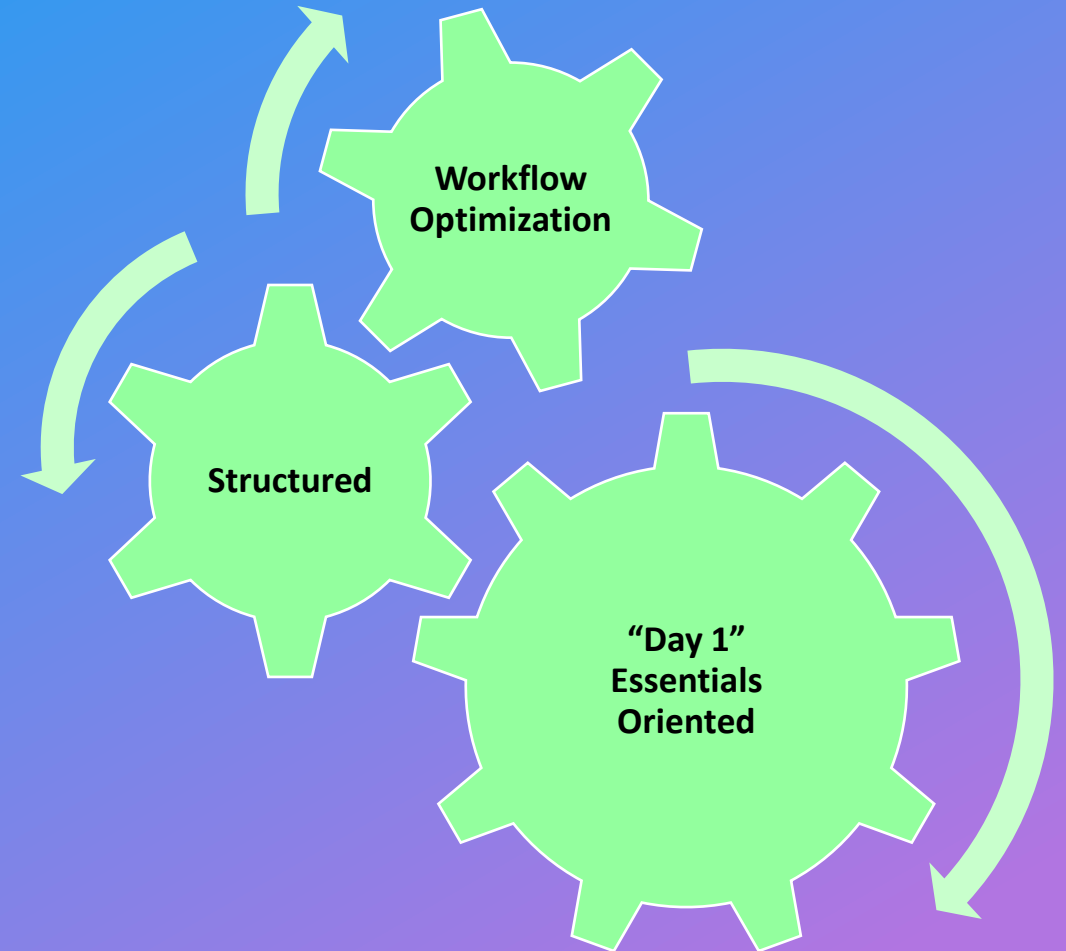 Workflow
Optimization
Structured
“Day 1”
Essentials
Oriented